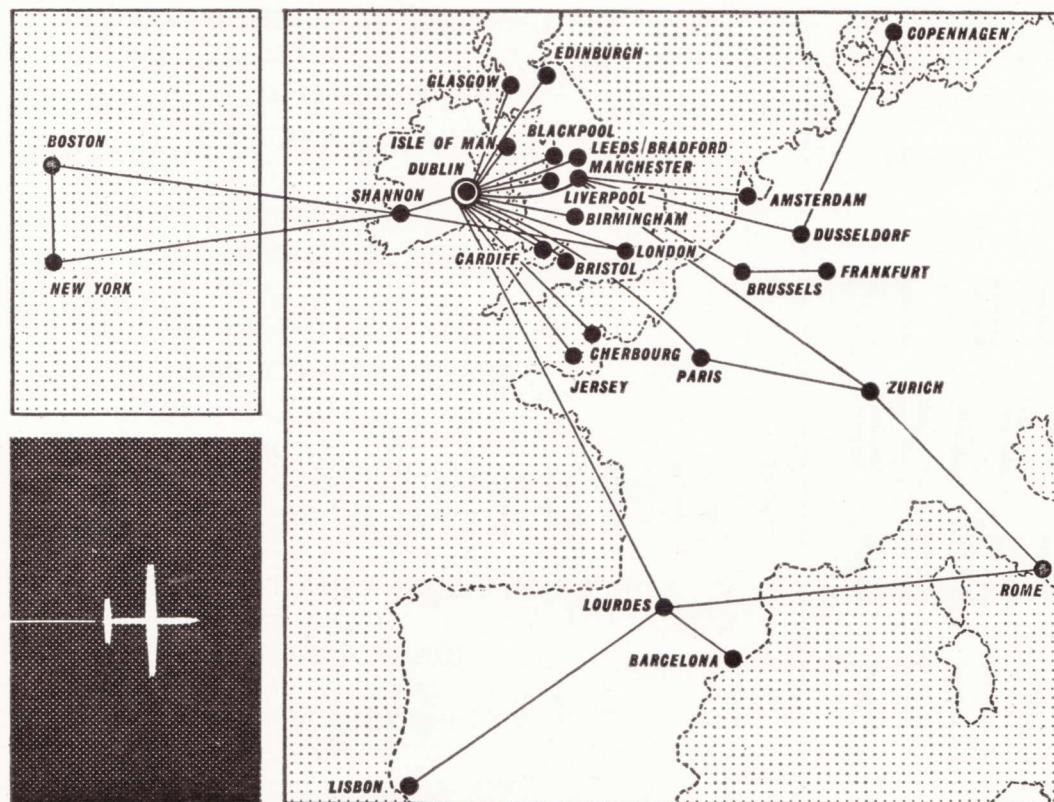 BOSTON
NEW YORK
COPENHAGEN
EDINBURGH
GLASGOW
BLACKPOOL
ISLE OF MAN
LEEDS/BRADFORD
DUBLIN
MANCHESTER
SHANNON
LIVERPOOL
AMSTERDAM
BIRMINGHAM
DUSSELDORF
CARDIFF
LONDON
BRISTOL
FRANKFURT
BRUSSELS
CHERBOURG
JERSEY
PARIS
ZURICH
ROME
LOURDES
BARCELONA
LISBON